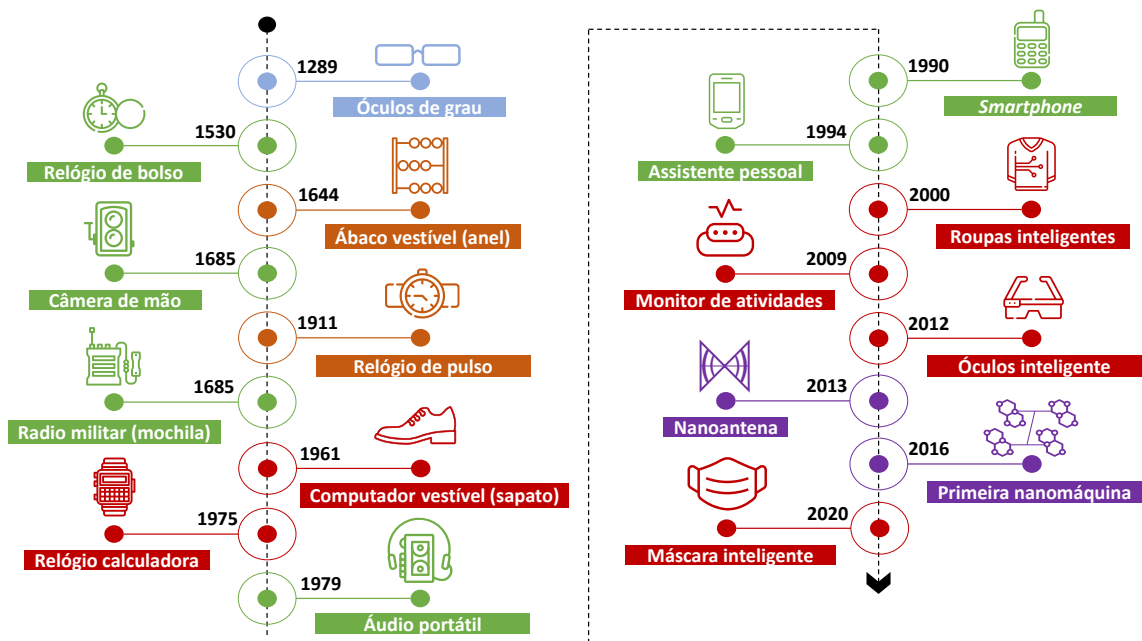 1289
Óculos de grau
1530
Relógio de bolso
1644
Ábaco vestível (anel)
1685
Câmera de mão
1911
Relógio de pulso
1685
Radio militar (mochila)
1961
Computador vestível (sapato)
1975
Relógio calculadora
1979
Áudio portátil
1990
Smartphone
1994
Assistente pessoal
2000
Roupas inteligentes
2009
Monitor de atividades
2012
Óculos inteligente
2013
Nanoantena
2016
Primeira nanomáquina
2020
Máscara inteligente